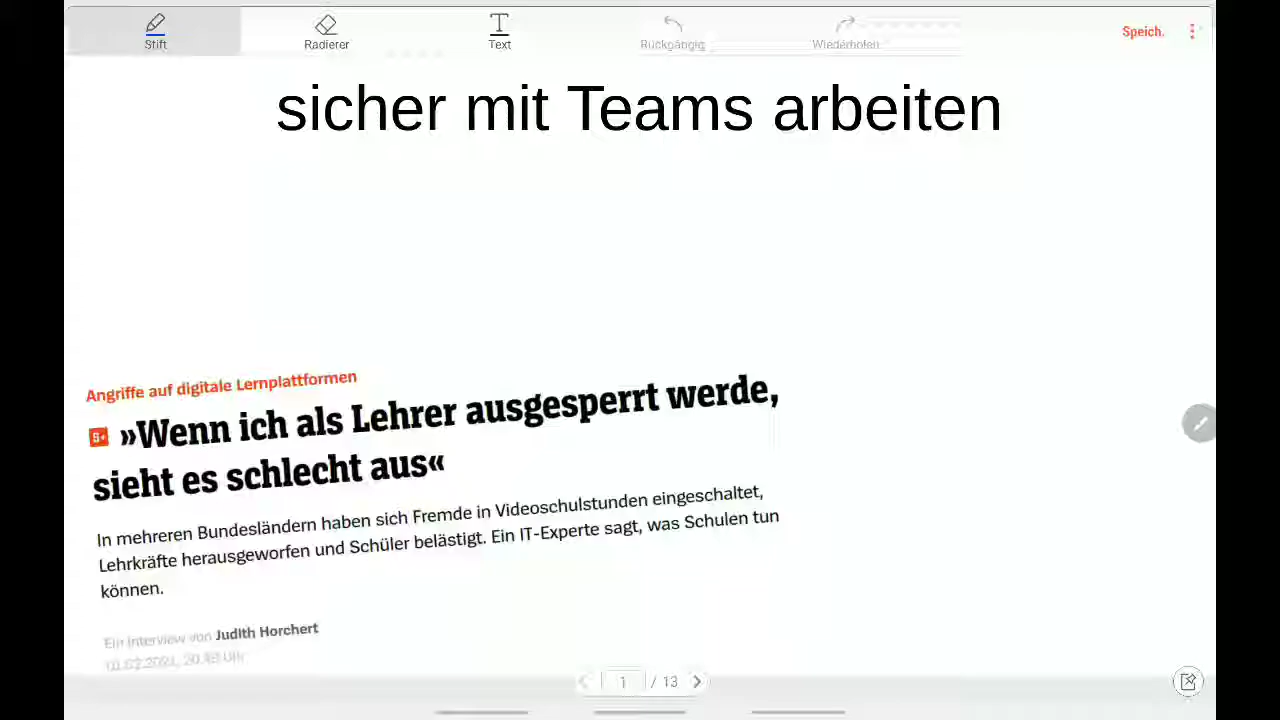 Stift Radierer Text Rückgängig Wiederholen Speich.
sicher mit Teams arbeiten
Angriffe auf digitale Lernplattformen
S+ »Wenn ich als Lehrer ausgesperrt werde,
sieht es schlecht aus«
In mehreren Bundesländern haben sich Fremde in Videoschulstunden eingeschaltet,
Lehrkräfte herausgeworfen und Schüler belästigt. Ein IT-Experte sagt, was Schulen tun
können.
Ein Interview von Judith Horchert
1 / 13